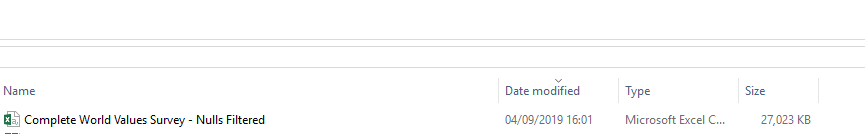 Name Date modified Type Size
Complete World Values Survey - Nulls Filtered 04/09/2019 16:01 Microsoft Excel C... 27,023 KB